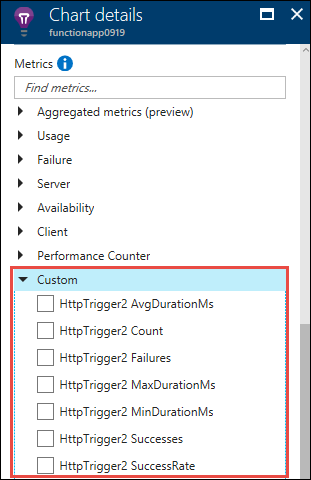 Chart details
functionapp0919
Metrics
Find metrics...
Aggregated metrics (preview)
Usage
Failure
Server
Availability
Client
Performance Counter
Custom
HttpTrigger2 AvgDurationMs
HttpTrigger2 Count
HttpTrigger2 Failures
HttpTrigger2 MaxDurationMs
HttpTrigger2 MinDurationMs
HttpTrigger2 Successes
HttpTrigger2 SuccessRate